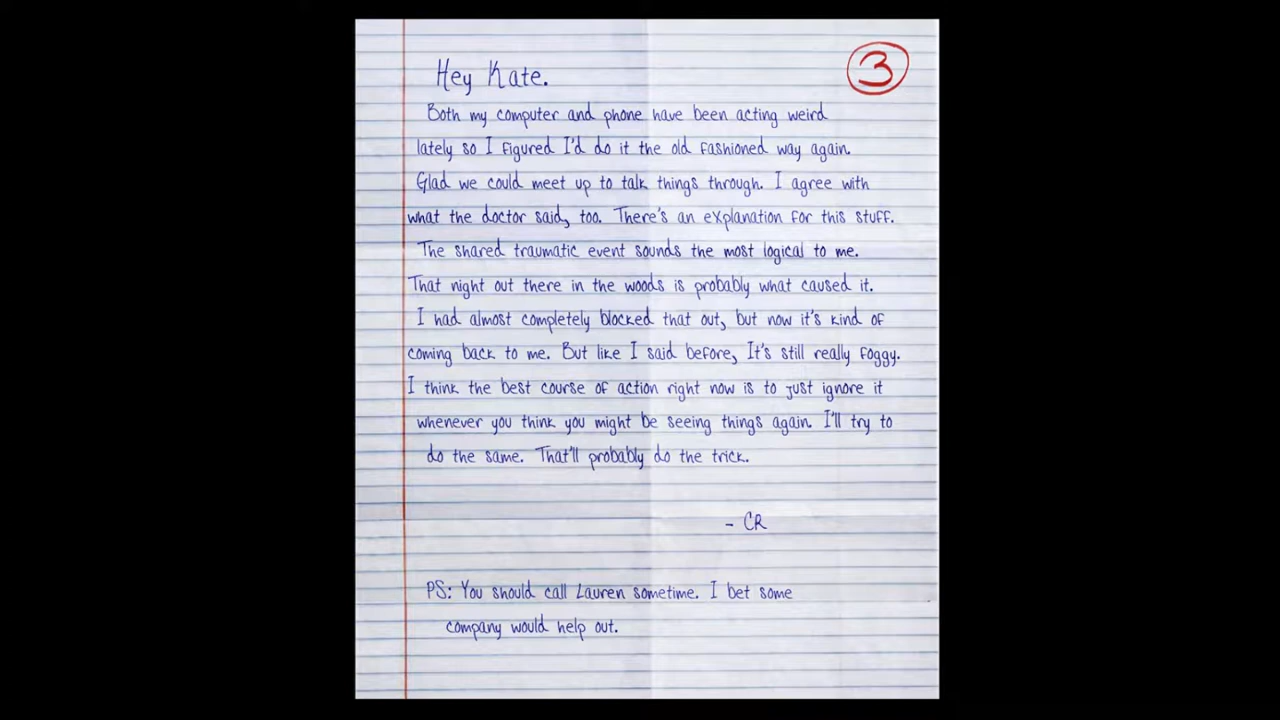 3
Hey Kate.
Both my computer and phone have been acting weird
lately so I figured I'd do it the old fashioned way again.
Glad we could meet up to talk things through. I agree with
what the doctor said, too. There's an explanation for this stuff.
The shared traumatic event sounds the most logical to me.
That night out there in the woods is probably what caused it.
I had almost completely blocked that out, but now it's kind of
coming back to me. But like I said before, It's still really foggy.
I think the best course of action right now is to just ignore it
whenever you think you might be seeing things again. I'll try to
do the same. That'll probably do the trick.
- CR
PS: You should call Lauren sometime. I bet some
company would help out.